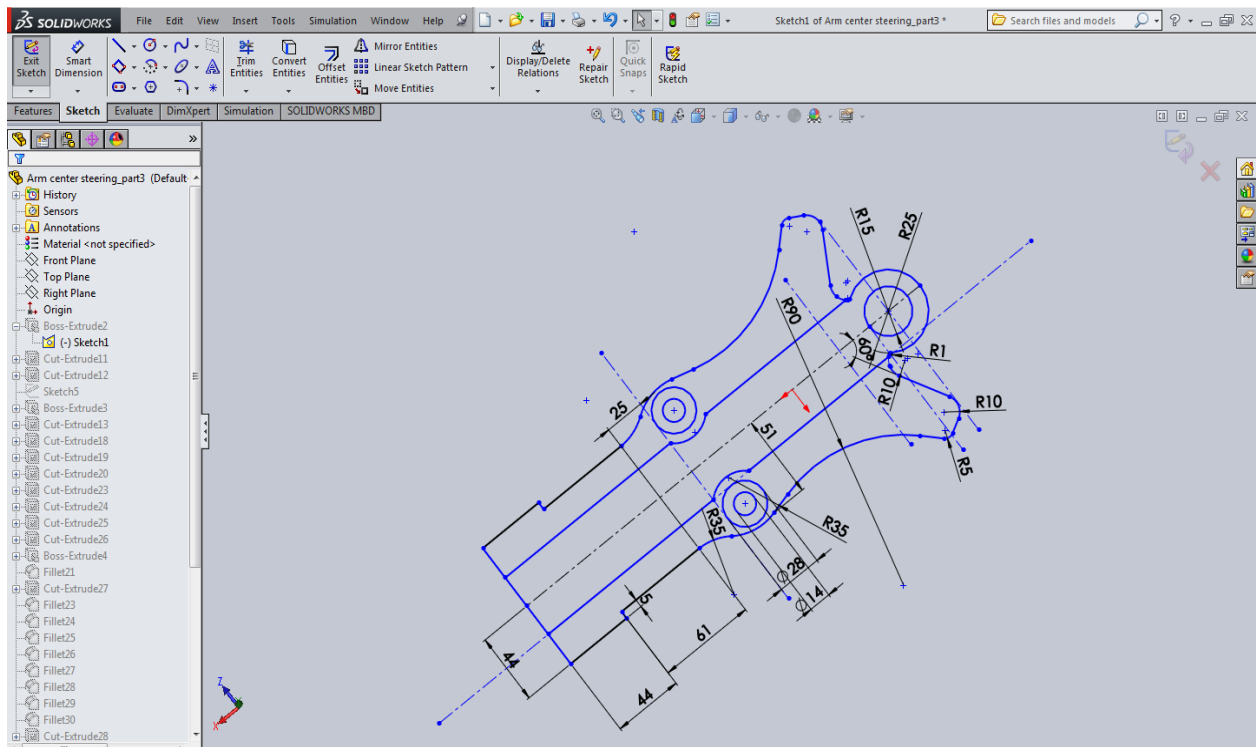 SOLIDWORKS File Edit View Insert Tools Simulation Window Help Sketch1 of Arm center steering_part3 * Search files and models ?
Exit Sketch Smart Dimension Trim Entities Convert Entities Offset Entities Mirror Entities Linear Sketch Pattern Move Entities Display/Delete Relations Repair Sketch Quick Snaps Rapid Sketch
Features Sketch Evaluate DimXpert Simulation SOLIDWORKS MBD
Arm center steering_part3 (Default
History
Sensors
Annotations
Material <not specified>
Front Plane
Top Plane
Right Plane
Origin
Boss-Extrude2
(-) Sketch1
Cut-Extrude11
Cut-Extrude12
Sketch5
Boss-Extrude3
Cut-Extrude13
Cut-Extrude18
Cut-Extrude19
Cut-Extrude20
Cut-Extrude23
Cut-Extrude24
Cut-Extrude25
Cut-Extrude26
Boss-Extrude4
Fillet21
Cut-Extrude27
Fillet23
Fillet24
Fillet25
Fillet26
Fillet27
Fillet28
Fillet29
Fillet30
Cut-Extrude28
R15
R25
R90
60°
R1
R10
R10
R5
25
51
R35
R35
Ø28
Ø14
5
61
44
44
Z
X